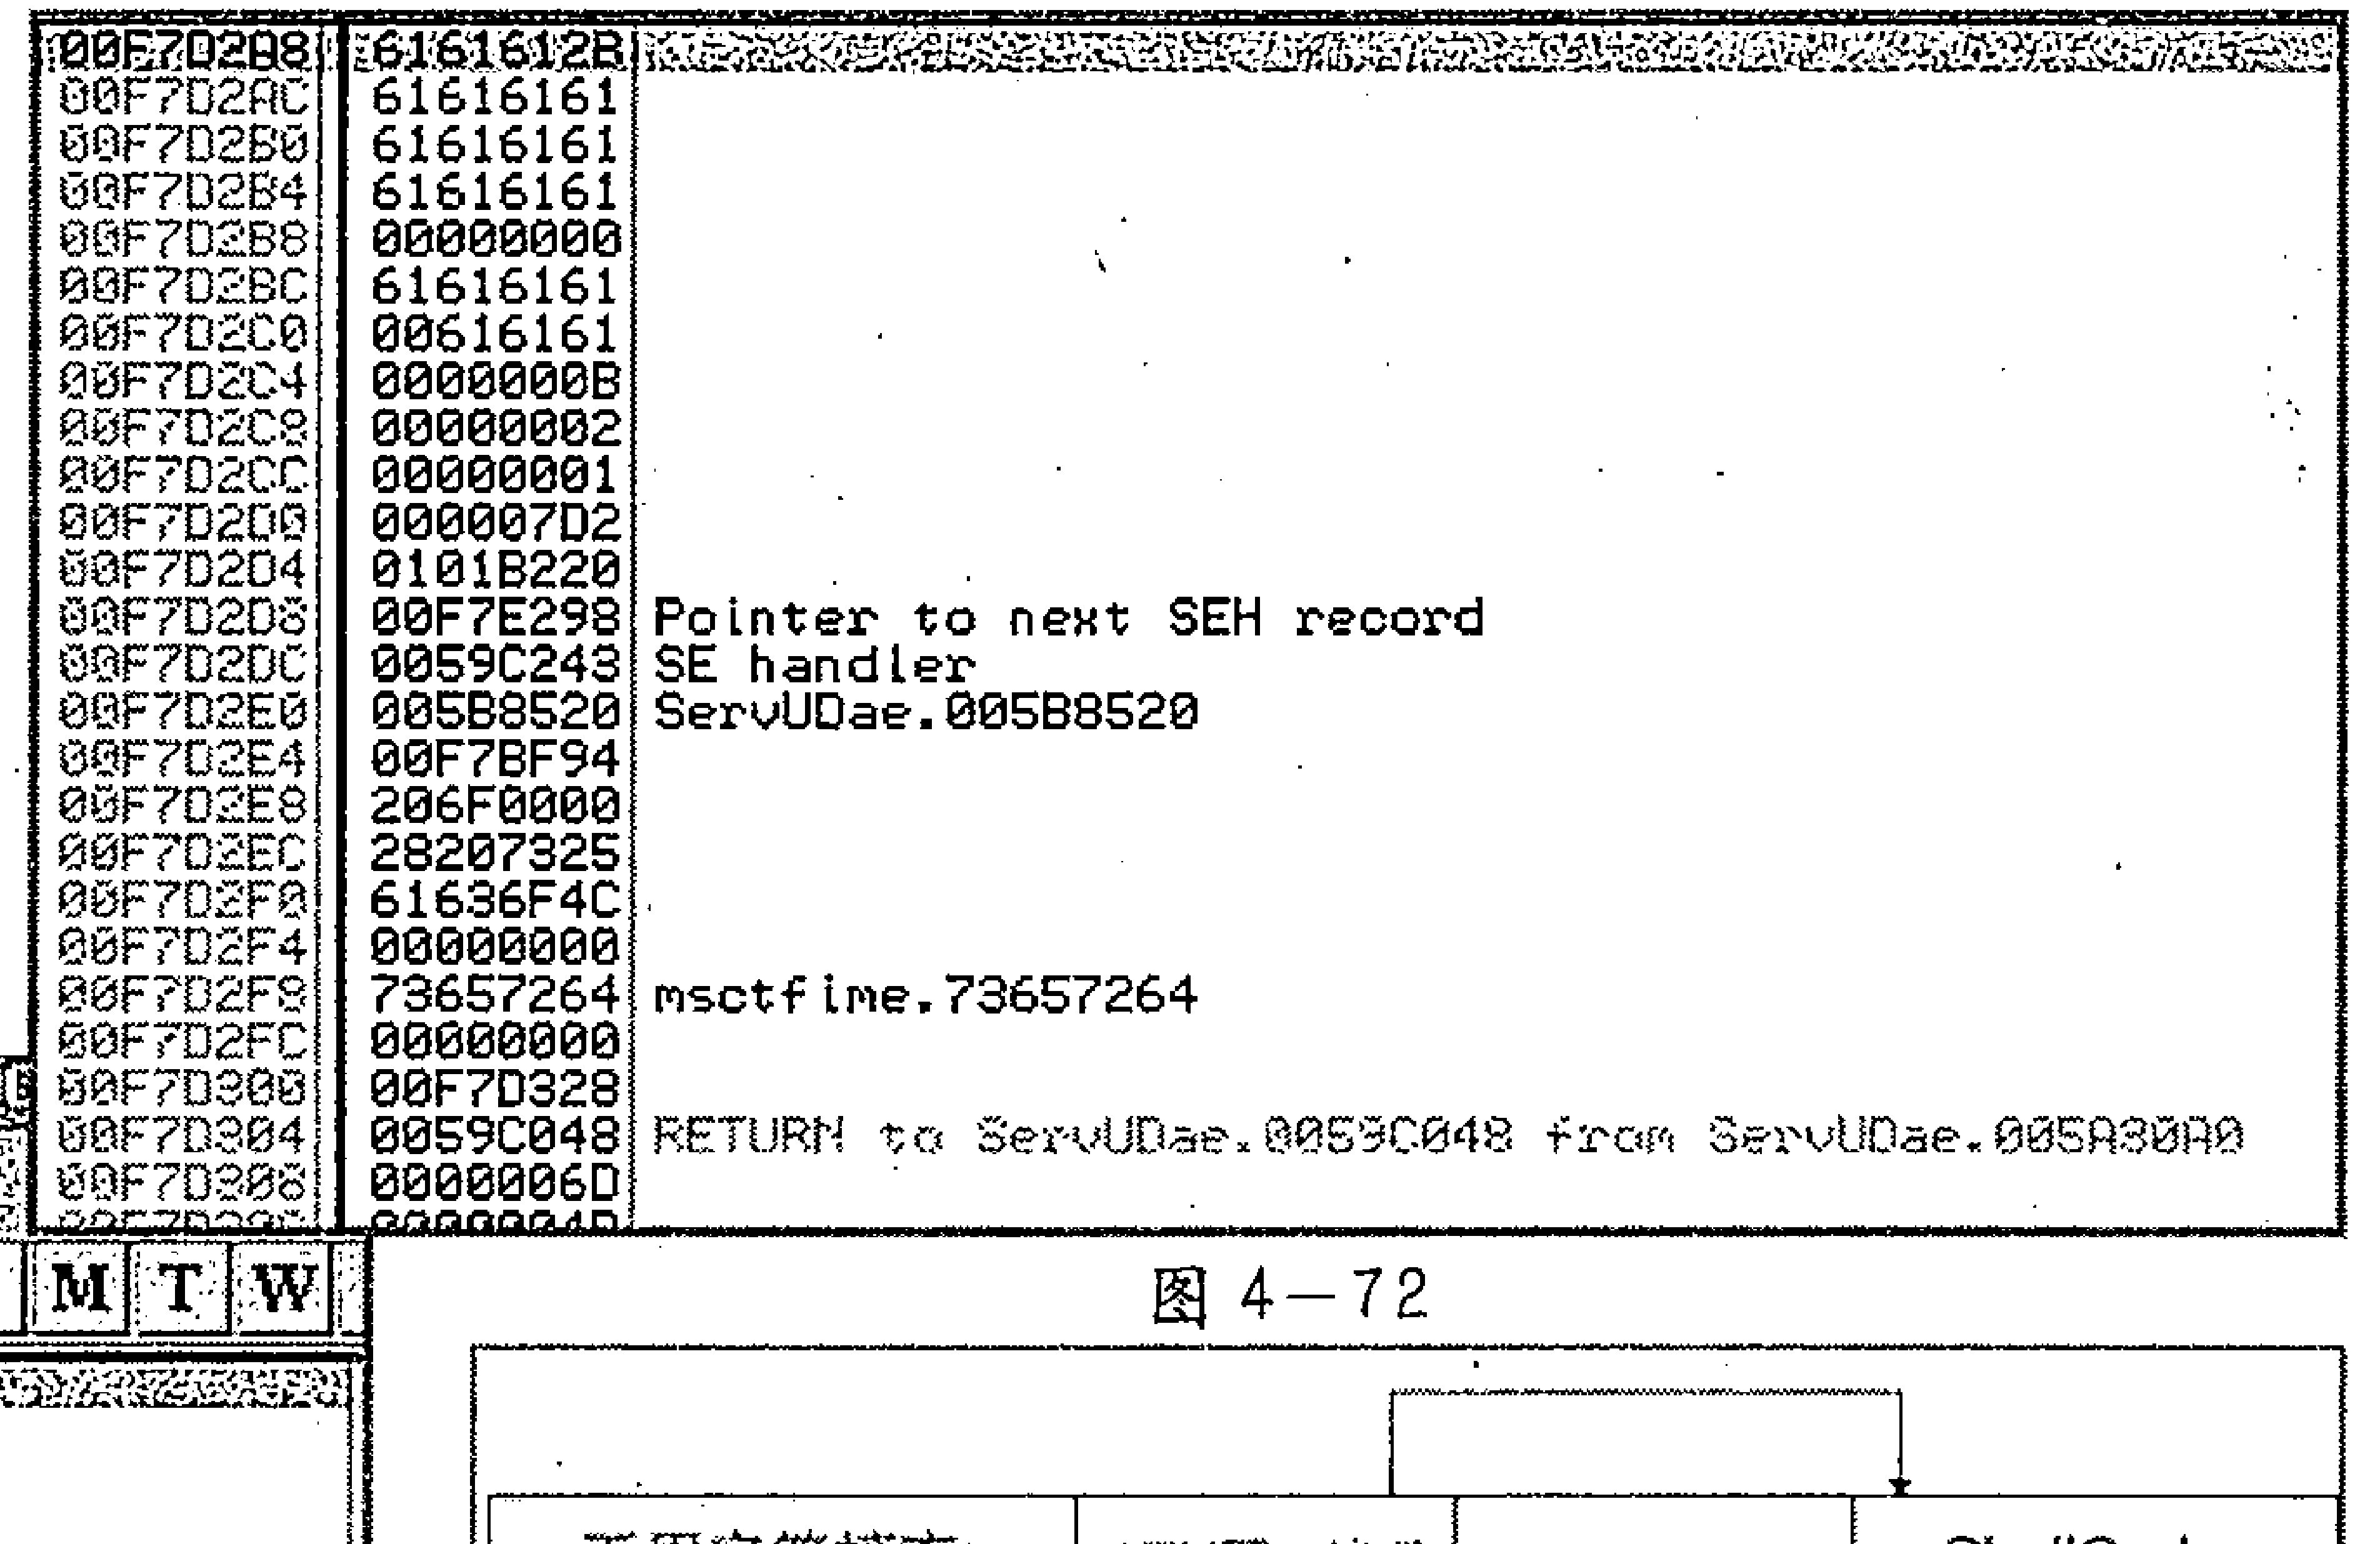 00F7D2A8 6161612B
00F7D2AC 61616161
00F7D2B0 61616161
00F7D2B4 61616161
00F7D2B8 00000000
00F7D2BC 61616161
00F7D2C0 00616161
00F7D2C4 0000000B
00F7D2C8 00000002
00F7D2CC 00000001
00F7D2D0 000007D2
00F7D2D4 0101B220
00F7D2D8 00F7E298 Pointer to next SEH record
00F7D2DC 0059C243 SE handler
00F7D2E0 005B8520 ServUDae.005B8520
00F7D2E4 00F7BF94
00F7D2E8 206F0000
00F7D2EC 28207325
00F7D2F0 61636F4C
00F7D2F4 00000000
00F7D2F8 73657264 msctfime.73657264
00F7D2FC 00000000
00F7D300 00F7D328
00F7D304 0059C048 RETURN to ServUDae.0059C048 from ServUDae.005A30A0
00F7D308 0000006D
M T W
图 4-72